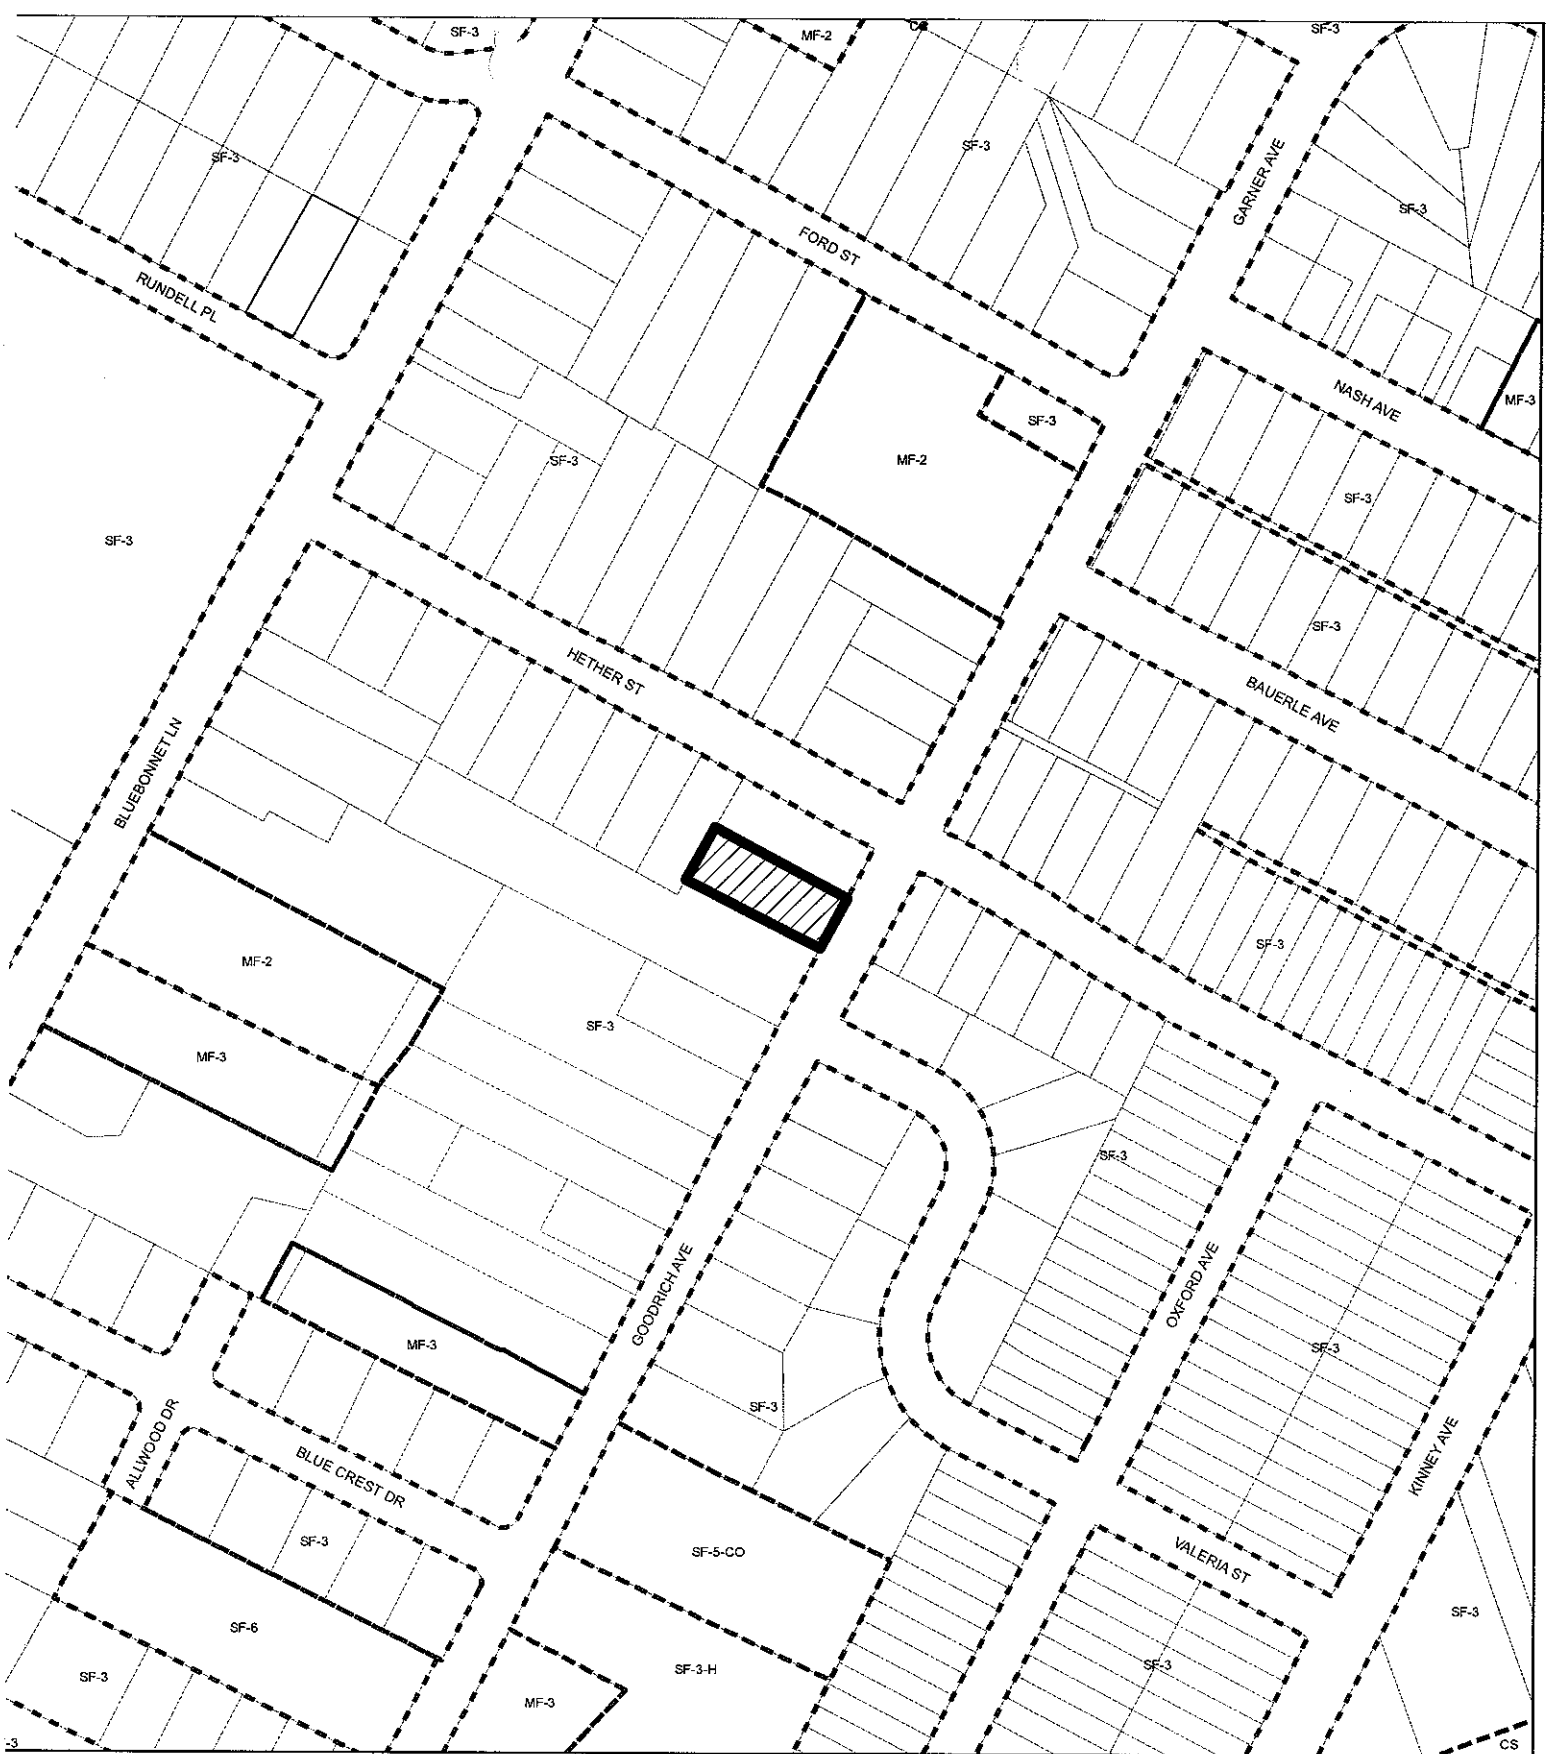 SF-3
MF-2
SF-3
SF-3
SF-3
GARNER AVE
SF-3
FORD ST
RUNDELL PL
NASH AVE
MF-3
SF-3
MF-2
SF-3
SF-3
SF-3
SF-3
HETHER ST
BAUERLE AVE
BLUEBONNET LN
SF-3
MF-2
SF-3
MF-3
SF-3
GOODRICH AVE
OXFORD AVE
MF-3
SF-3
SF-3
ALLWOOD DR
KINNEY AVE
BLUE CREST DR
SF-3
SF-5-CO
VALERIA ST
SF-3
SF-6
SF-3
SF-3-H
SF-3
MF-3
-3
CS